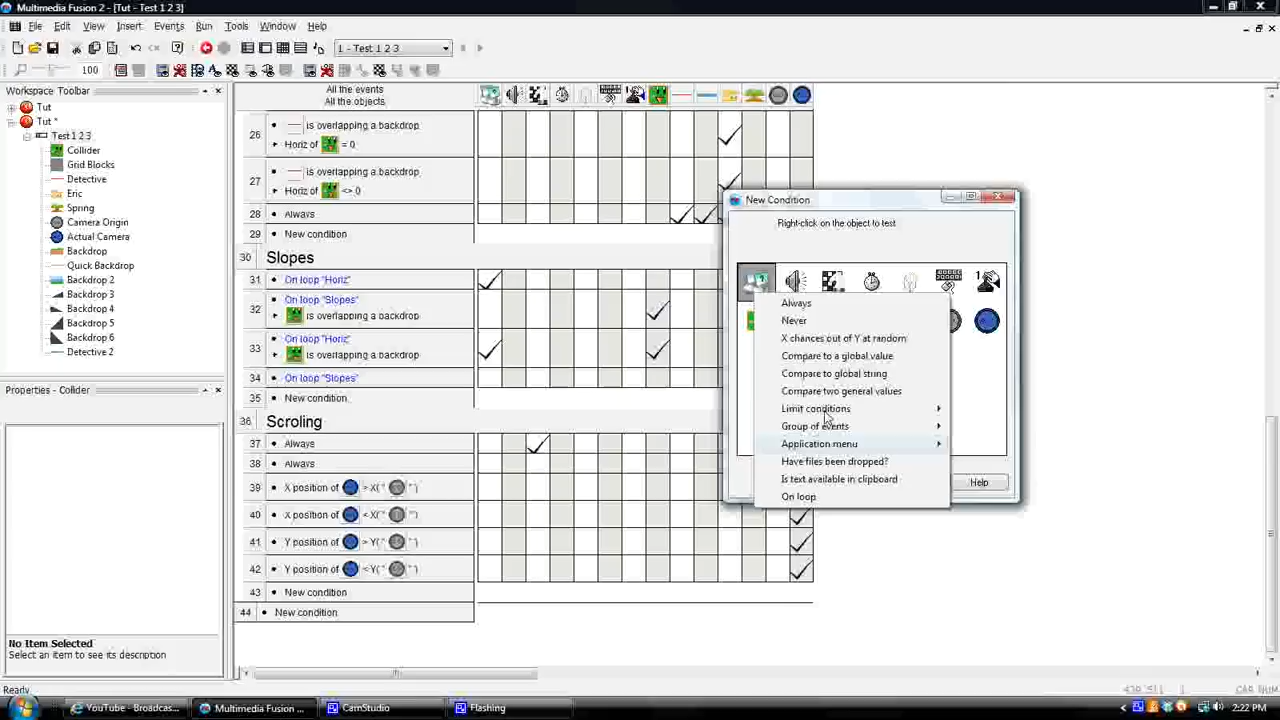 Multimedia Fusion 2 - [Tut - Test 1 2 3]
File Edit View Insert Events Run Tools Window Help
1 - Test 1 2 3
100
Workspace Toolbar
Tut
Tut *
Test 1 2 3
Collider
Grid Blocks
Detective
Eric
Spring
Camera Origin
Actual Camera
Backdrop
Quick Backdrop
Backdrop 2
Backdrop 3
Backdrop 4
Backdrop 5
Backdrop 6
Detective 2
Properties - Collider
No Item Selected
Select an item to see its description
All the events
All the objects
26 is overlapping a backdrop
Horiz of = 0
27 is overlapping a backdrop
Horiz of <> 0
28 Always
29 New condition
30 Slopes
31 On loop "Horiz"
32 On loop "Slopes"
is overlapping a backdrop
33 On loop "Horiz"
is overlapping a backdrop
34 On loop "Slopes"
35 New condition
36 Scroling
37 Always
38 Always
39 X position of > X( " " )
40 X position of < X( " " )
41 Y position of > Y( " " )
42 Y position of < Y( " " )
43 New condition
44 New condition
New Condition
Right-click on the object to test
Always
Never
X chances out of Y at random
Compare to a global value
Compare to global string
Compare two general values
Limit conditions
Group of events
Application menu
Have files been dropped?
Is text available in clipboard
On loop
Help
Ready
CAP NUM
YouTube - Broadcas...
Multimedia Fusion ...
CamStudio
Flashing
2:22 PM